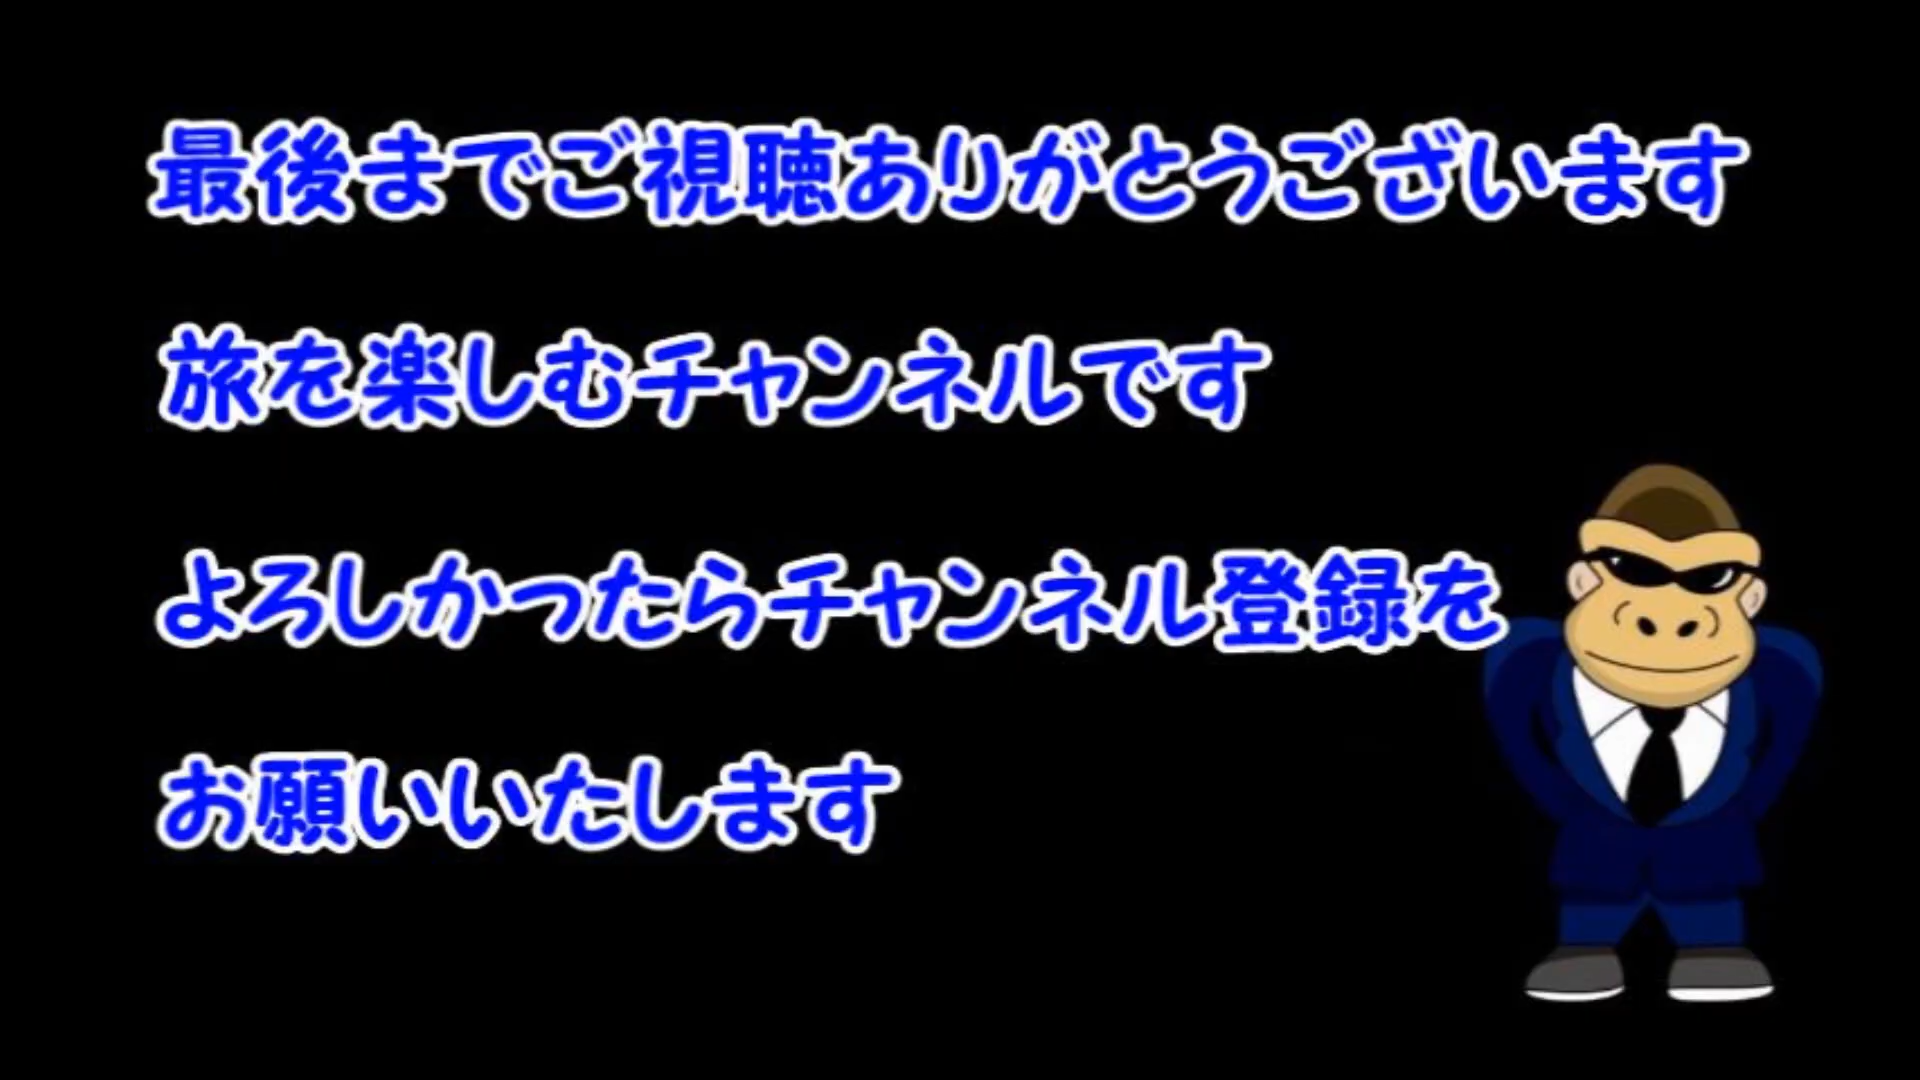 最後までご視聴ありがとうございます
旅を楽しむチャンネルです
よろしかったらチャンネル登録を
お願いいたします